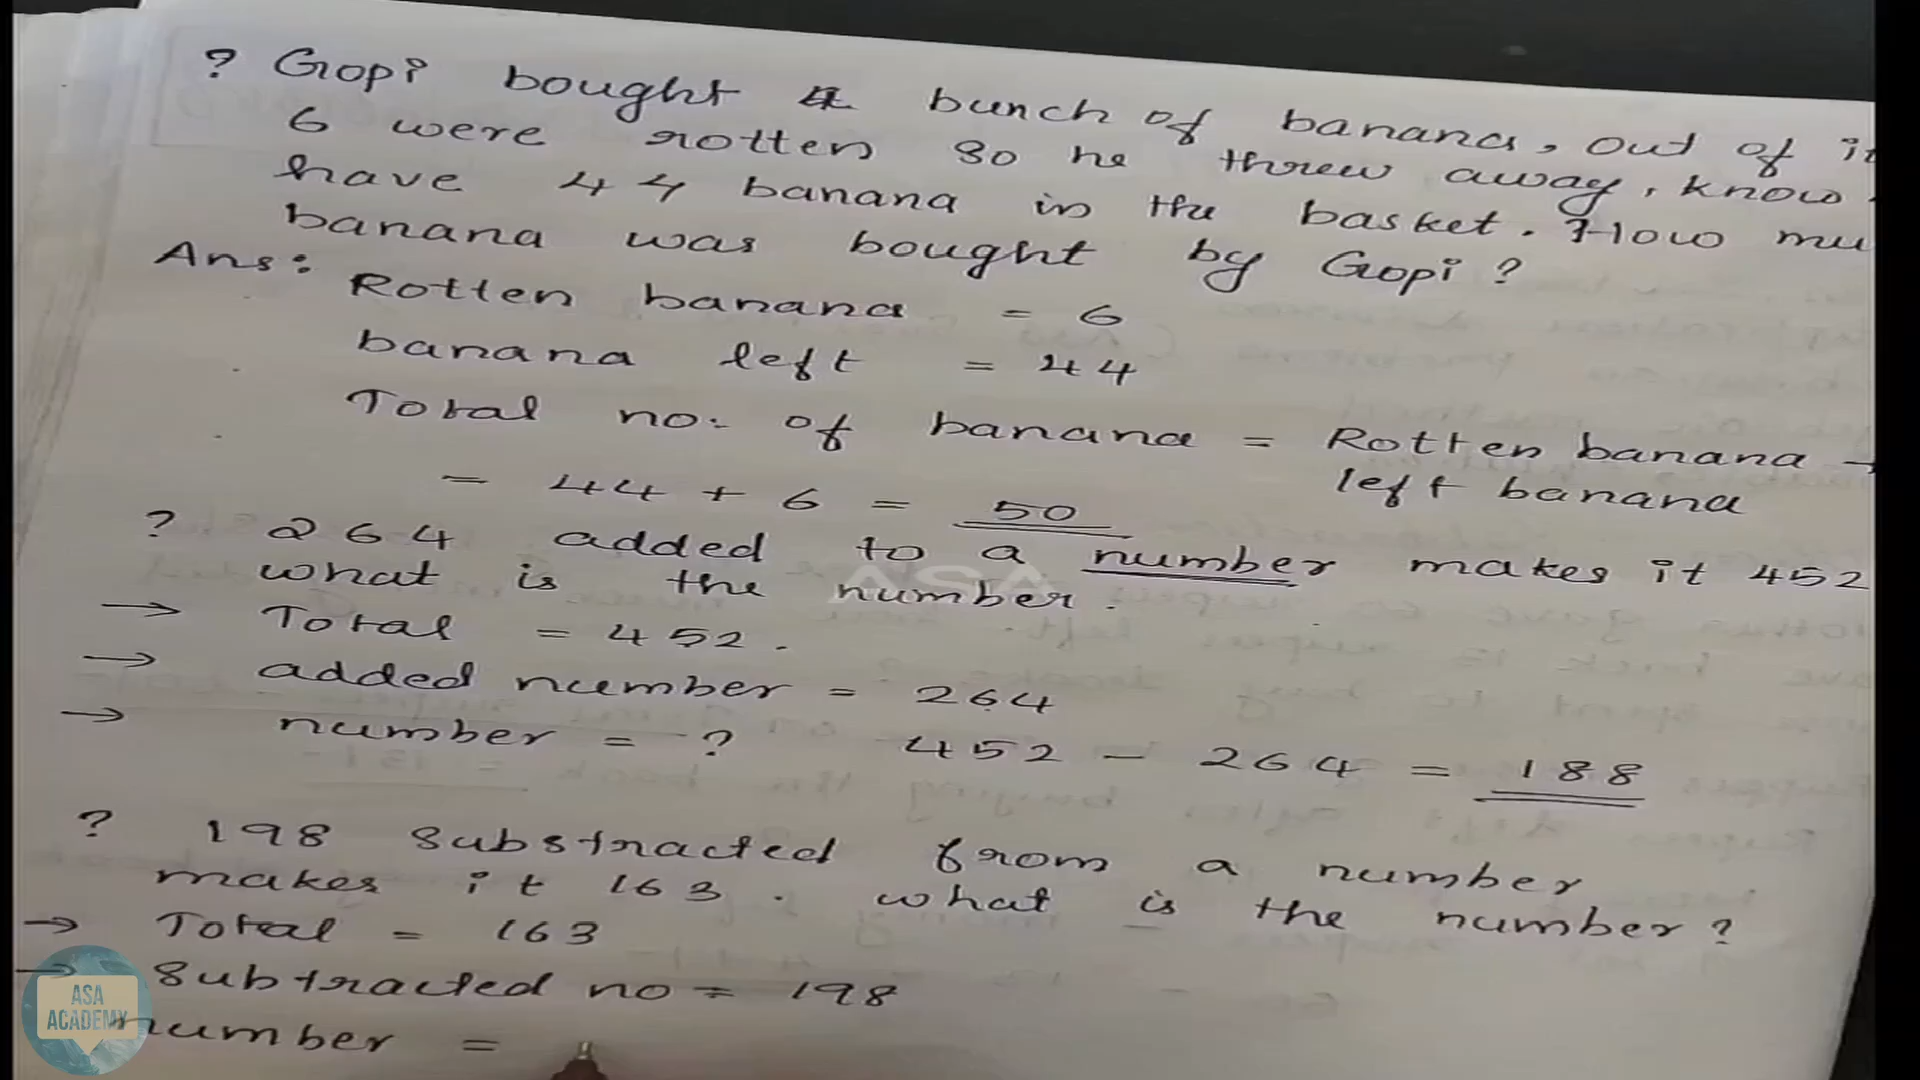 ? Gopi bought a bunch of banana, out of it
6 were rotten so he threw away, know
have 44 banana in the basket. How mu
banana was bought by Gopi?
Ans: Rotten banana = 6
banana left = 44
Total no: of banana = Rotten banana +
left banana
= 44 + 6 = 50
? 264 added to a number makes it 452
what is the number.
→ Total = 452.
→ added number = 264
→ number = ? 452 - 264 = 188
? 198 substracted from a number
makes it 163. what is the number?
→ Total = 163
→ Subtracted no = 198
number =
ASA
ASA
ACADEMY